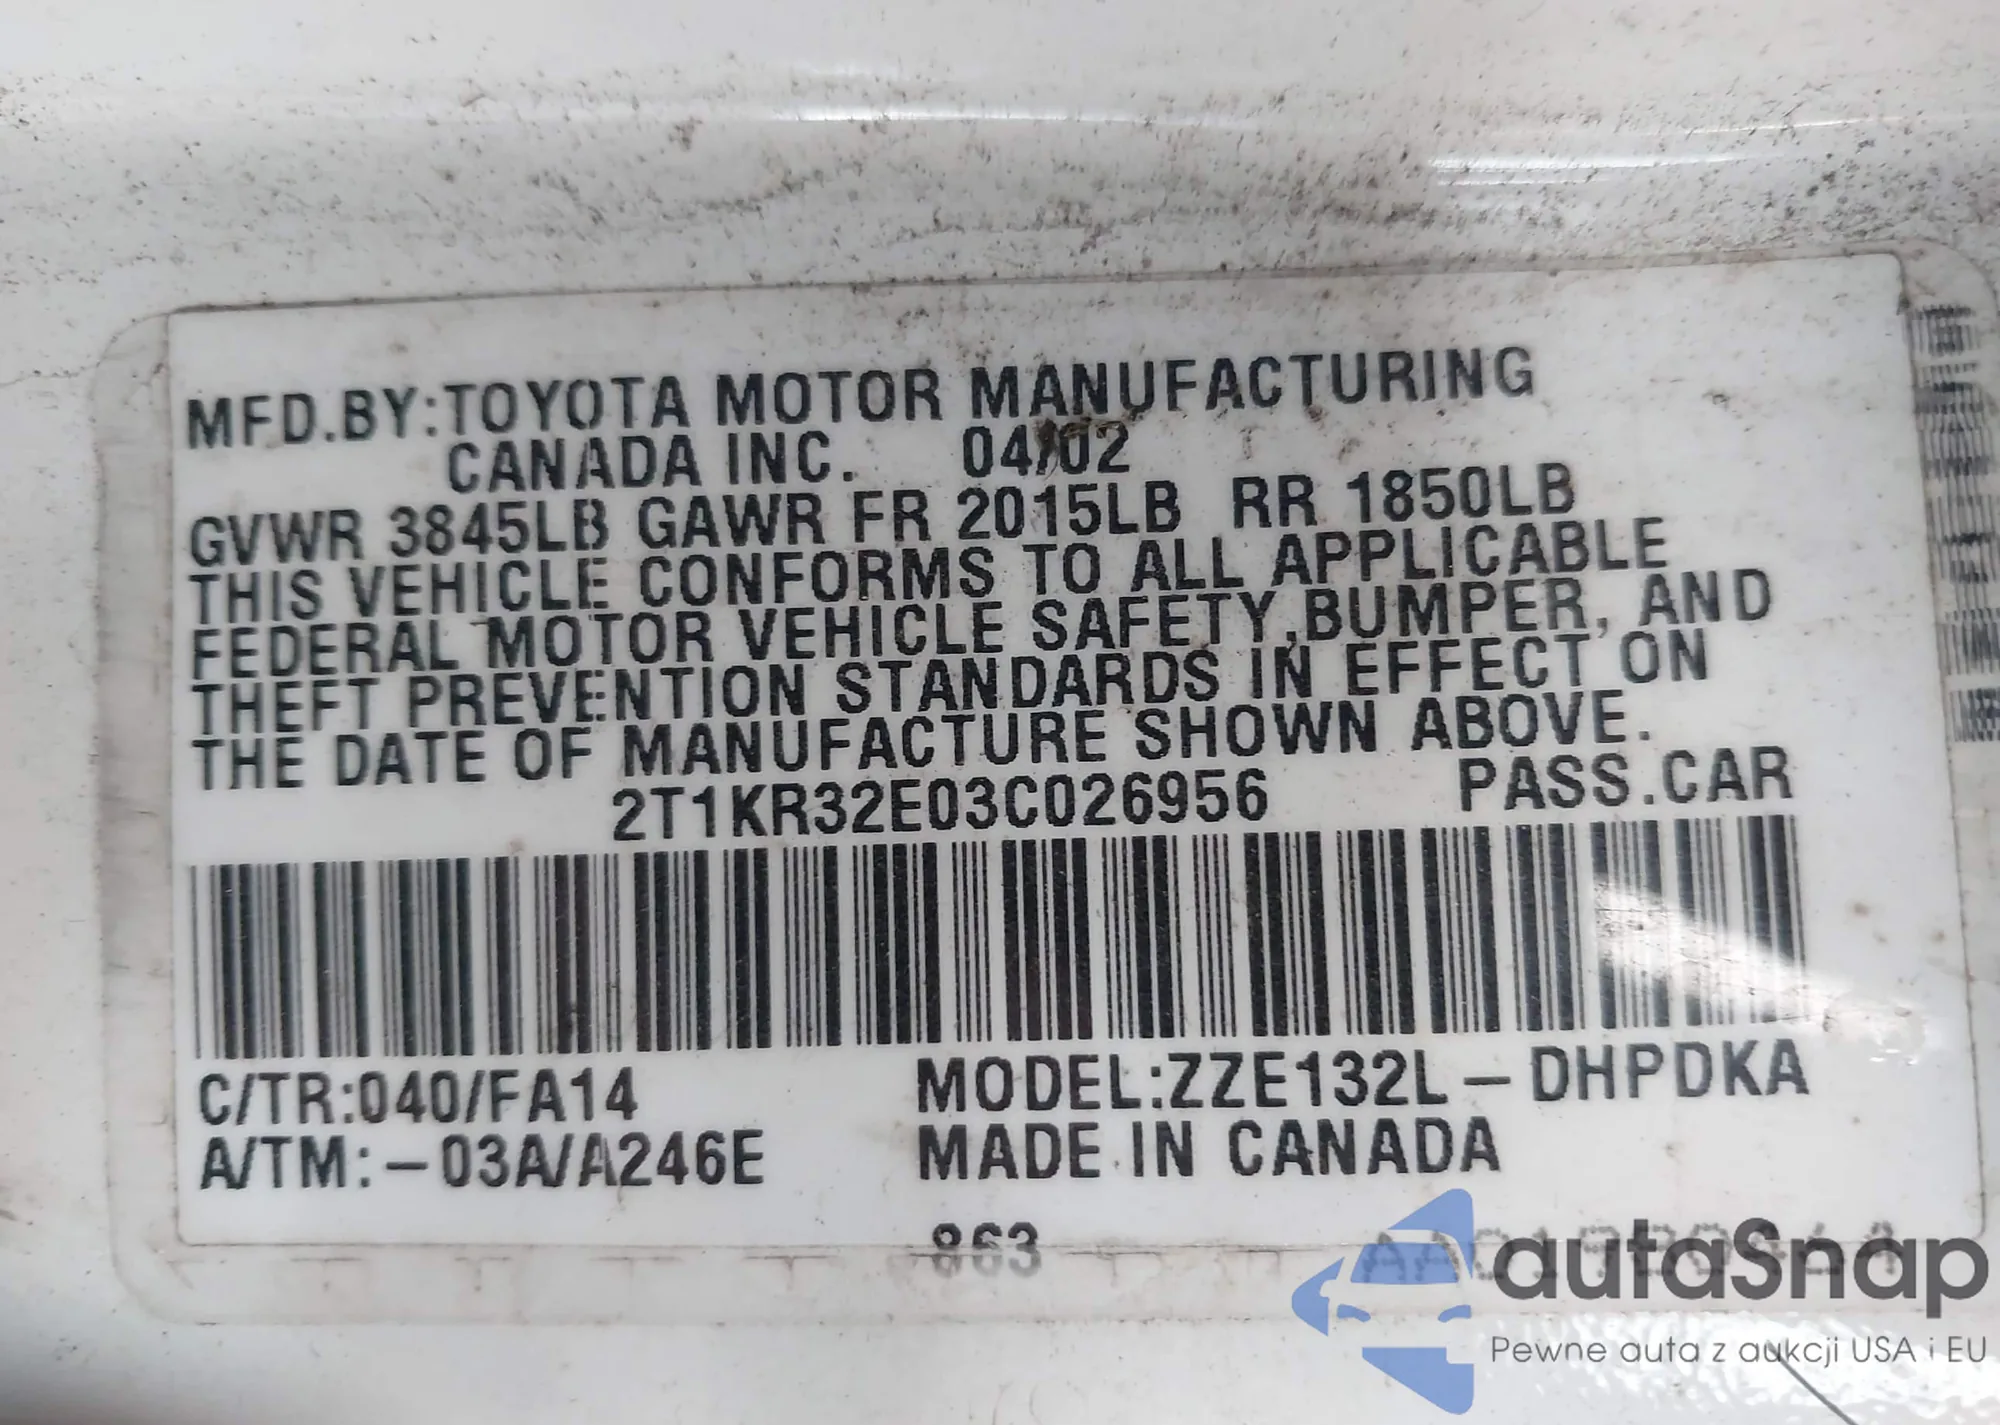 MFD.BY:TOYOTA MOTOR MANUFACTURING
CANADA INC. 04/02
GVWR 3845LB GAWR FR 2015LB RR 1850LB
THIS VEHICLE CONFORMS TO ALL APPLICABLE
FEDERAL MOTOR VEHICLE SAFETY,BUMPER, AND
THEFT PREVENTION STANDARDS IN EFFECT ON
THE DATE OF MANUFACTURE SHOWN ABOVE.
2T1KR32E03C026956 PASS.CAR
C/TR:040/FA14 MODEL:ZZE132L-DHPDKA
A/TM:-03A/A246E MADE IN CANADA
863
autaSnap
Pewne auta z aukcji USA i EU